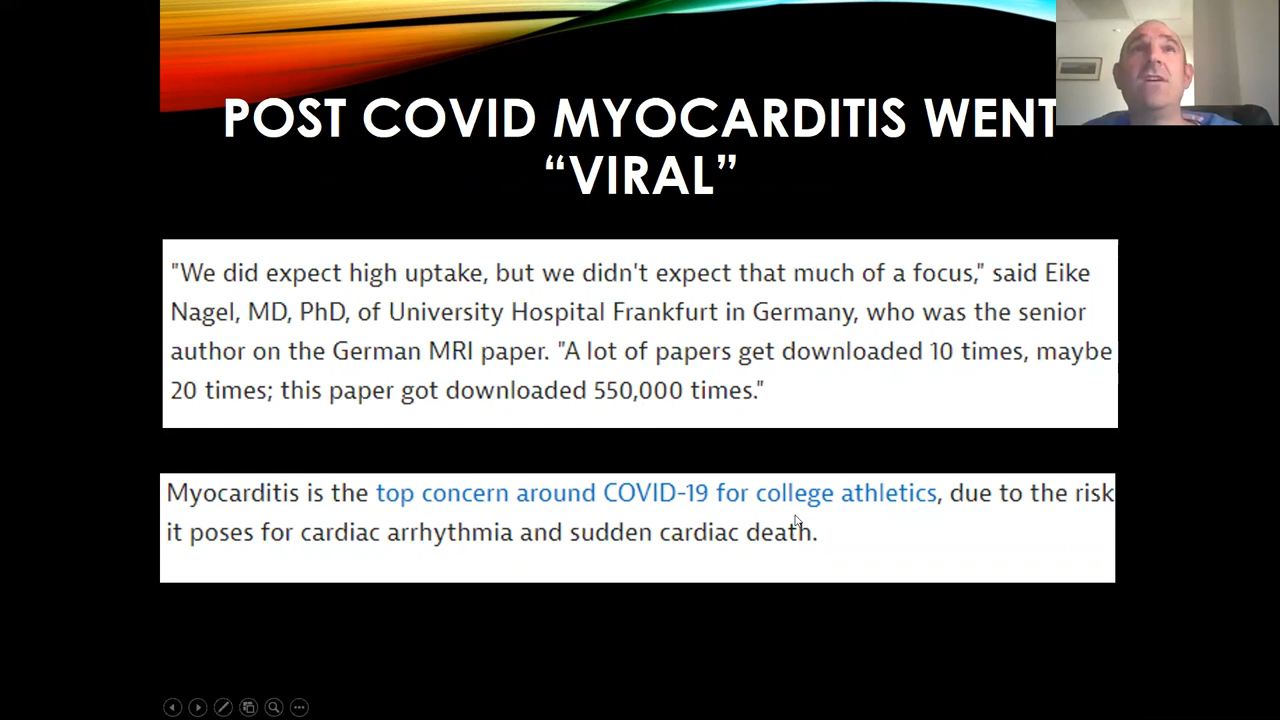 POST COVID MYOCARDITIS WENT
“VIRAL”
"We did expect high uptake, but we didn't expect that much of a focus," said Eike
Nagel, MD, PhD, of University Hospital Frankfurt in Germany, who was the senior
author on the German MRI paper. "A lot of papers get downloaded 10 times, maybe
20 times; this paper got downloaded 550,000 times."
Myocarditis is the top concern around COVID-19 for college athletics, due to the risk
it poses for cardiac arrhythmia and sudden cardiac death.